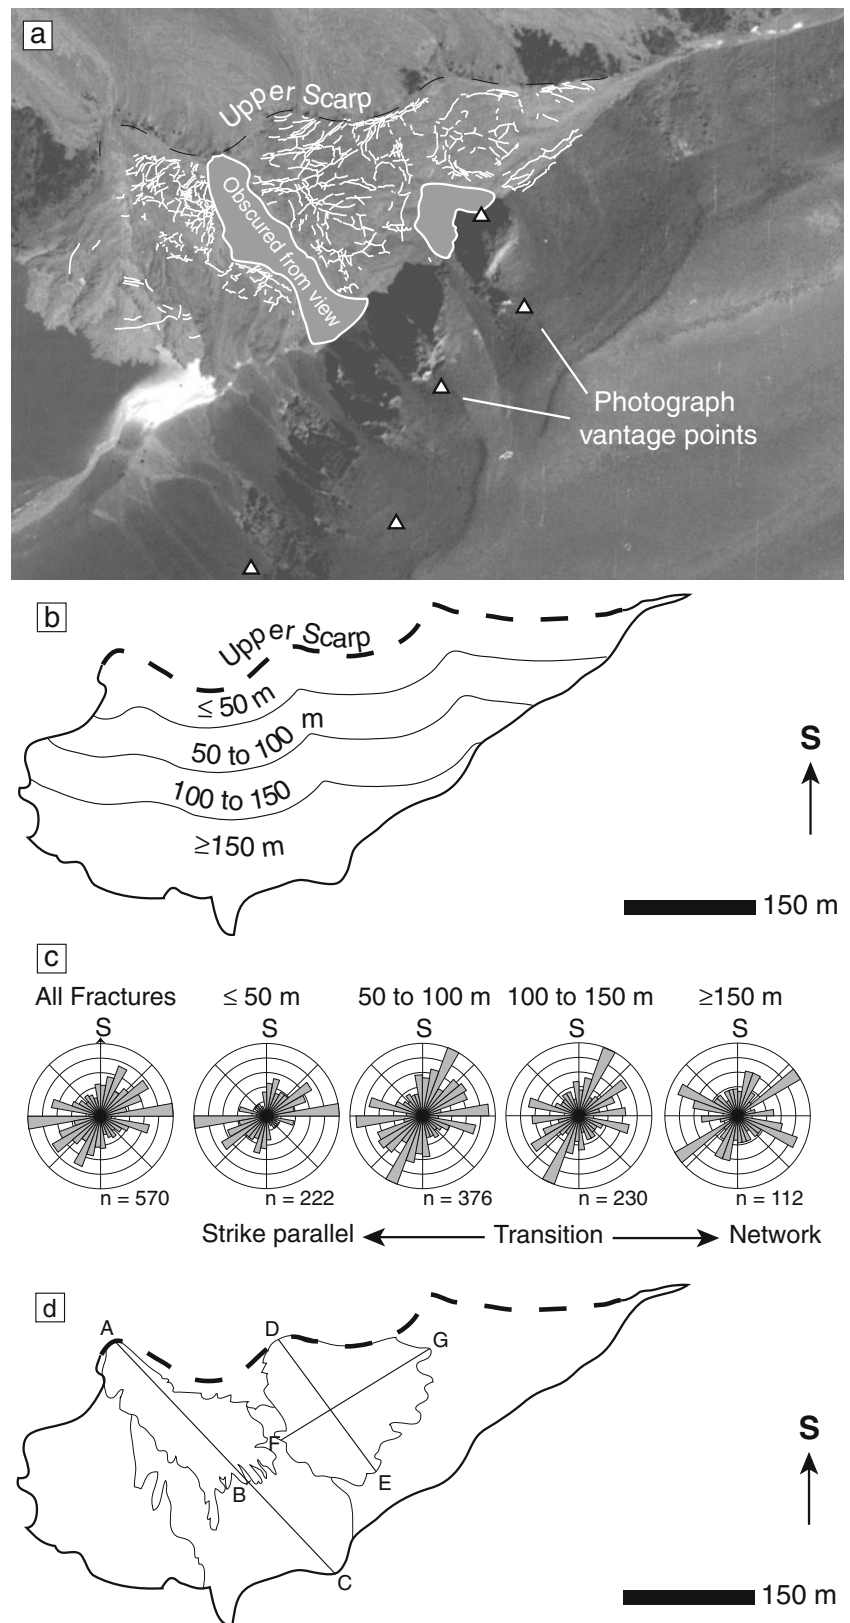 a
Upper Scarp
Obscured from view
Photograph
vantage points
b
Upper Scarp
≤ 50 m
50 to 100 m
100 to 150
≥150 m
S
150 m
c
All Fractures
≤ 50 m
50 to 100 m
100 to 150 m
≥150 m
S
S
S
S
S
n = 570
n = 222
n = 376
n = 230
n = 112
Strike parallel
Transition
Network
d
A
D
G
F
E
B
C
S
150 m